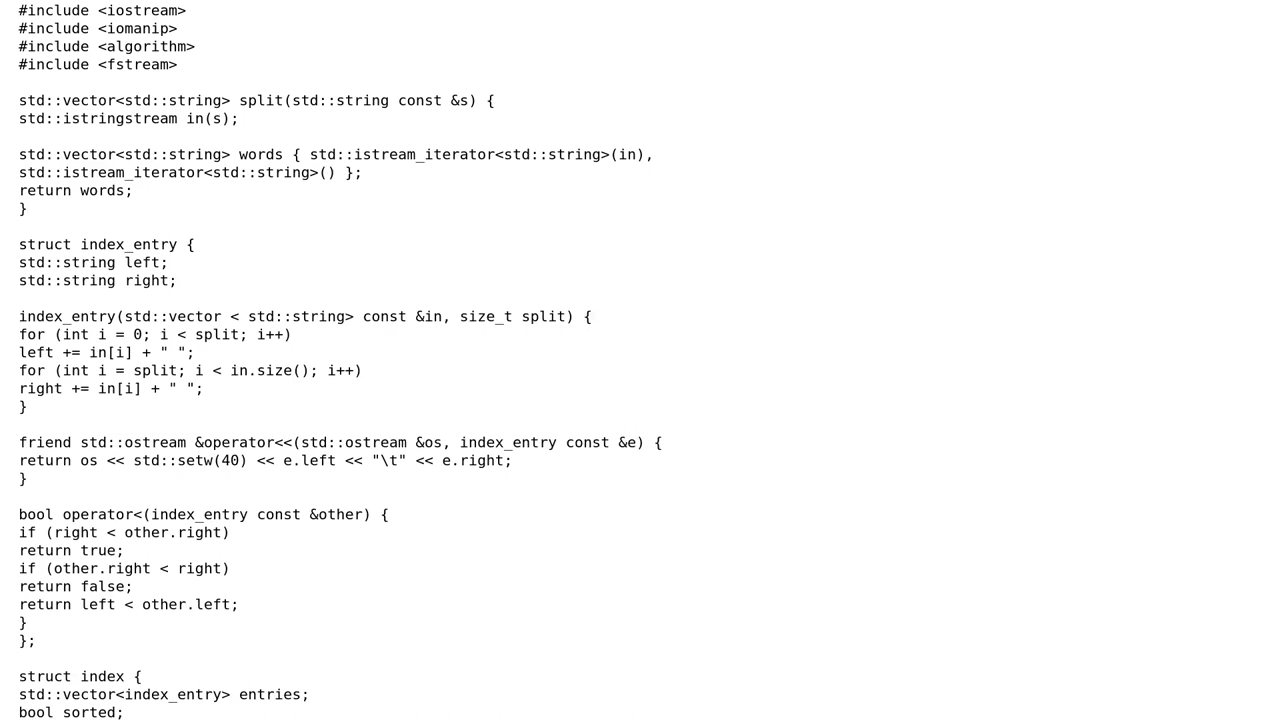 #include <iostream>
#include <iomanip>
#include <algorithm>
#include <fstream>

std::vector<std::string> split(std::string const &s) {
std::istringstream in(s);

std::vector<std::string> words { std::istream_iterator<std::string>(in),
std::istream_iterator<std::string>() };
return words;
}

struct index_entry {
std::string left;
std::string right;

index_entry(std::vector < std::string> const &in, size_t split) {
for (int i = 0; i < split; i++)
left += in[i] + " ";
for (int i = split; i < in.size(); i++)
right += in[i] + " ";
}

friend std::ostream &operator<<(std::ostream &os, index_entry const &e) {
return os << std::setw(40) << e.left << "\t" << e.right;
}

bool operator<(index_entry const &other) {
if (right < other.right)
return true;
if (other.right < right)
return false;
return left < other.left;
}
};

struct index {
std::vector<index_entry> entries;
bool sorted;